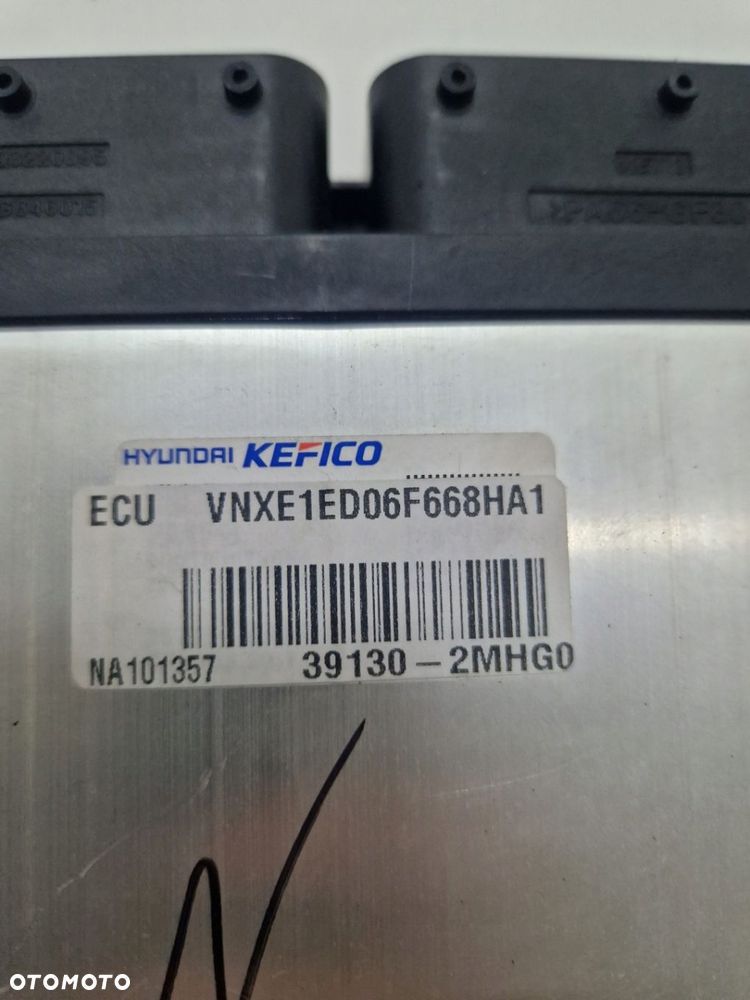 HYUNDAI KEFICO
ECU VNXE1ED06F668HA1
NA101357 39130-2MHG0
OTOMOTO